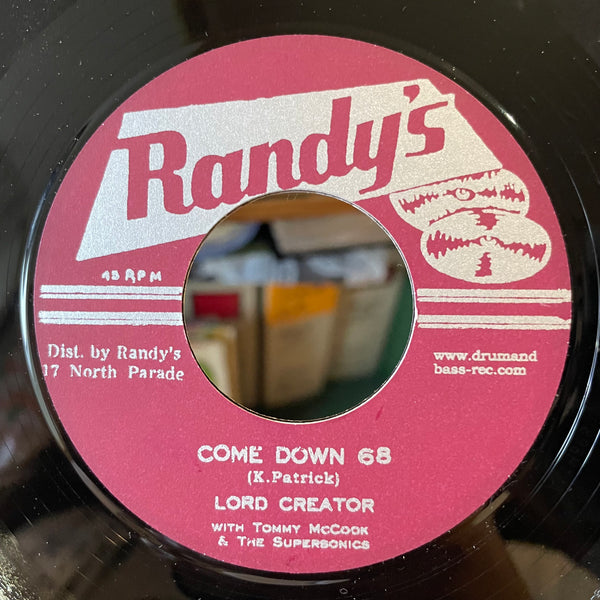 Randy's
45 RPM
Dist. by Randy's
17 North Parade
www.drumand
bass-rec.com
COME DOWN 68
(K.Patrick)
LORD CREATOR
WITH TOMMY MCCOOK
& THE SUPERSONICS